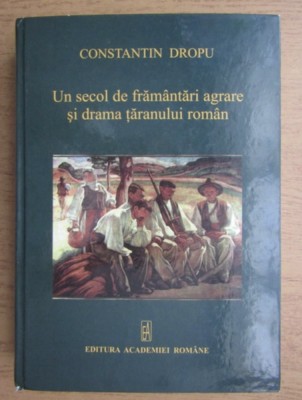 CONSTANTIN DROPU
Un secol de frământări agrare
și drama țăranului român
EDITURA ACADEMIEI ROMÂNE